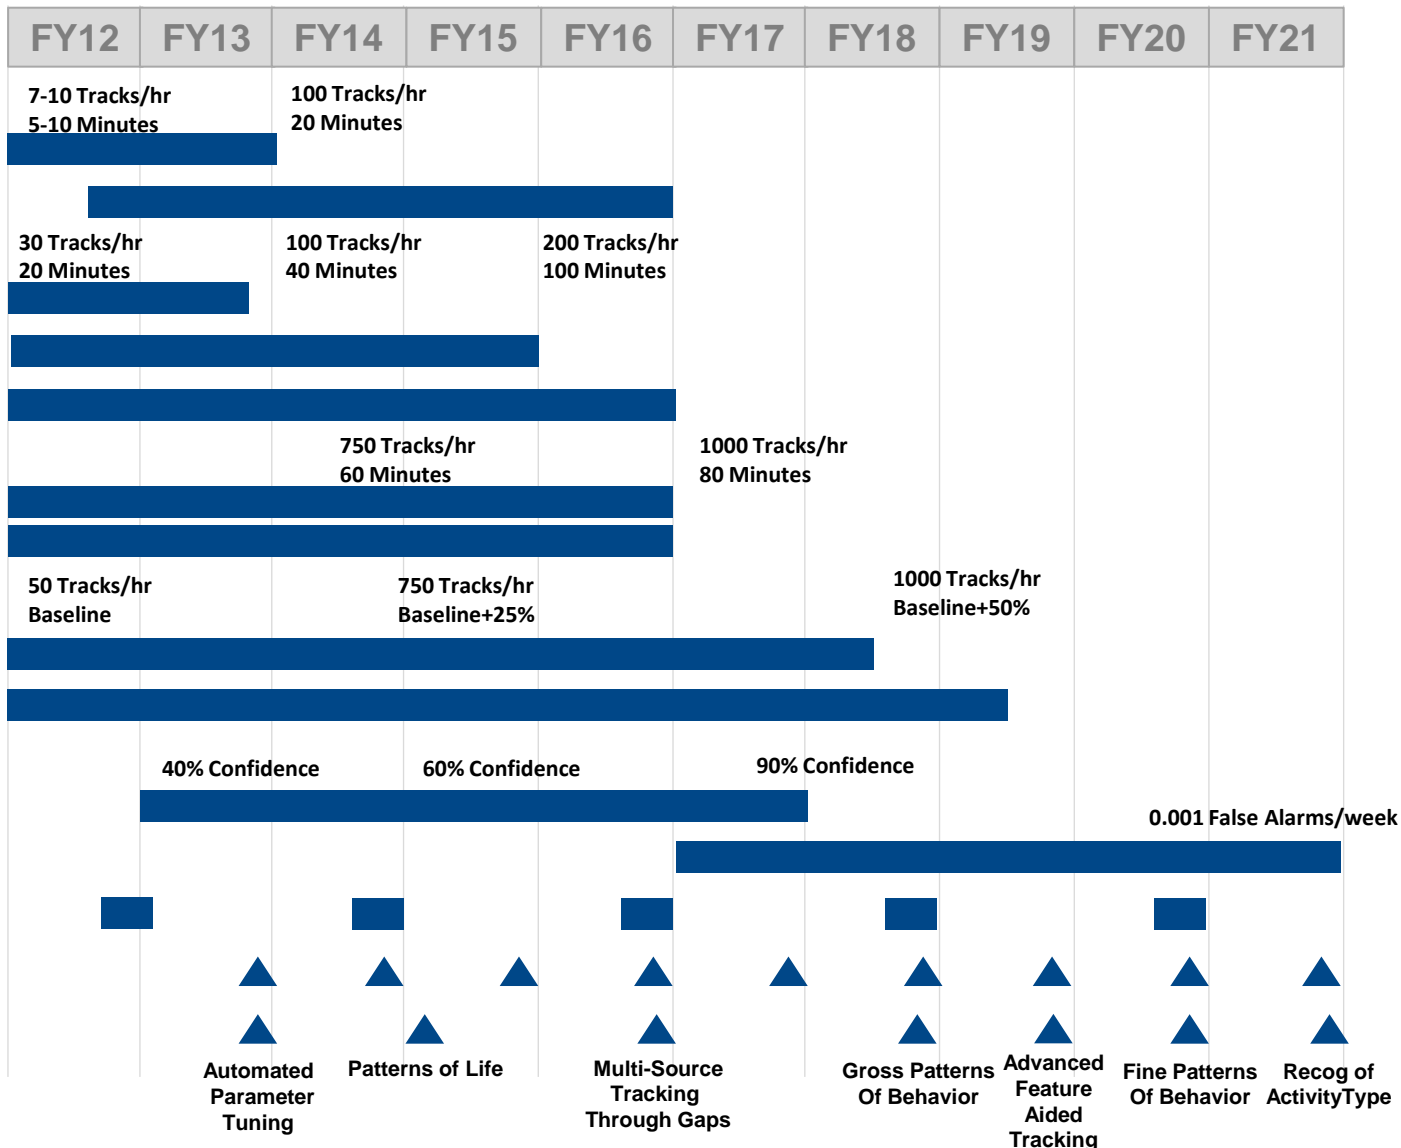 FY12 FY13 FY14 FY15 FY16 FY17 FY18 FY19 FY20 FY21
7-10 Tracks/hr
5-10 Minutes
100 Tracks/hr
20 Minutes
30 Tracks/hr
20 Minutes
100 Tracks/hr
40 Minutes
200 Tracks/hr
100 Minutes
750 Tracks/hr
60 Minutes
1000 Tracks/hr
80 Minutes
50 Tracks/hr
Baseline
750 Tracks/hr
Baseline+25%
1000 Tracks/hr
Baseline+50%
40% Confidence
60% Confidence
90% Confidence
0.001 False Alarms/week
Automated
Parameter
Tuning
Patterns of Life
Multi-Source
Tracking
Through Gaps
Gross Patterns
Of Behavior
Advanced
Feature
Aided
Tracking
Fine Patterns
Of Behavior
Recog of
ActivityType